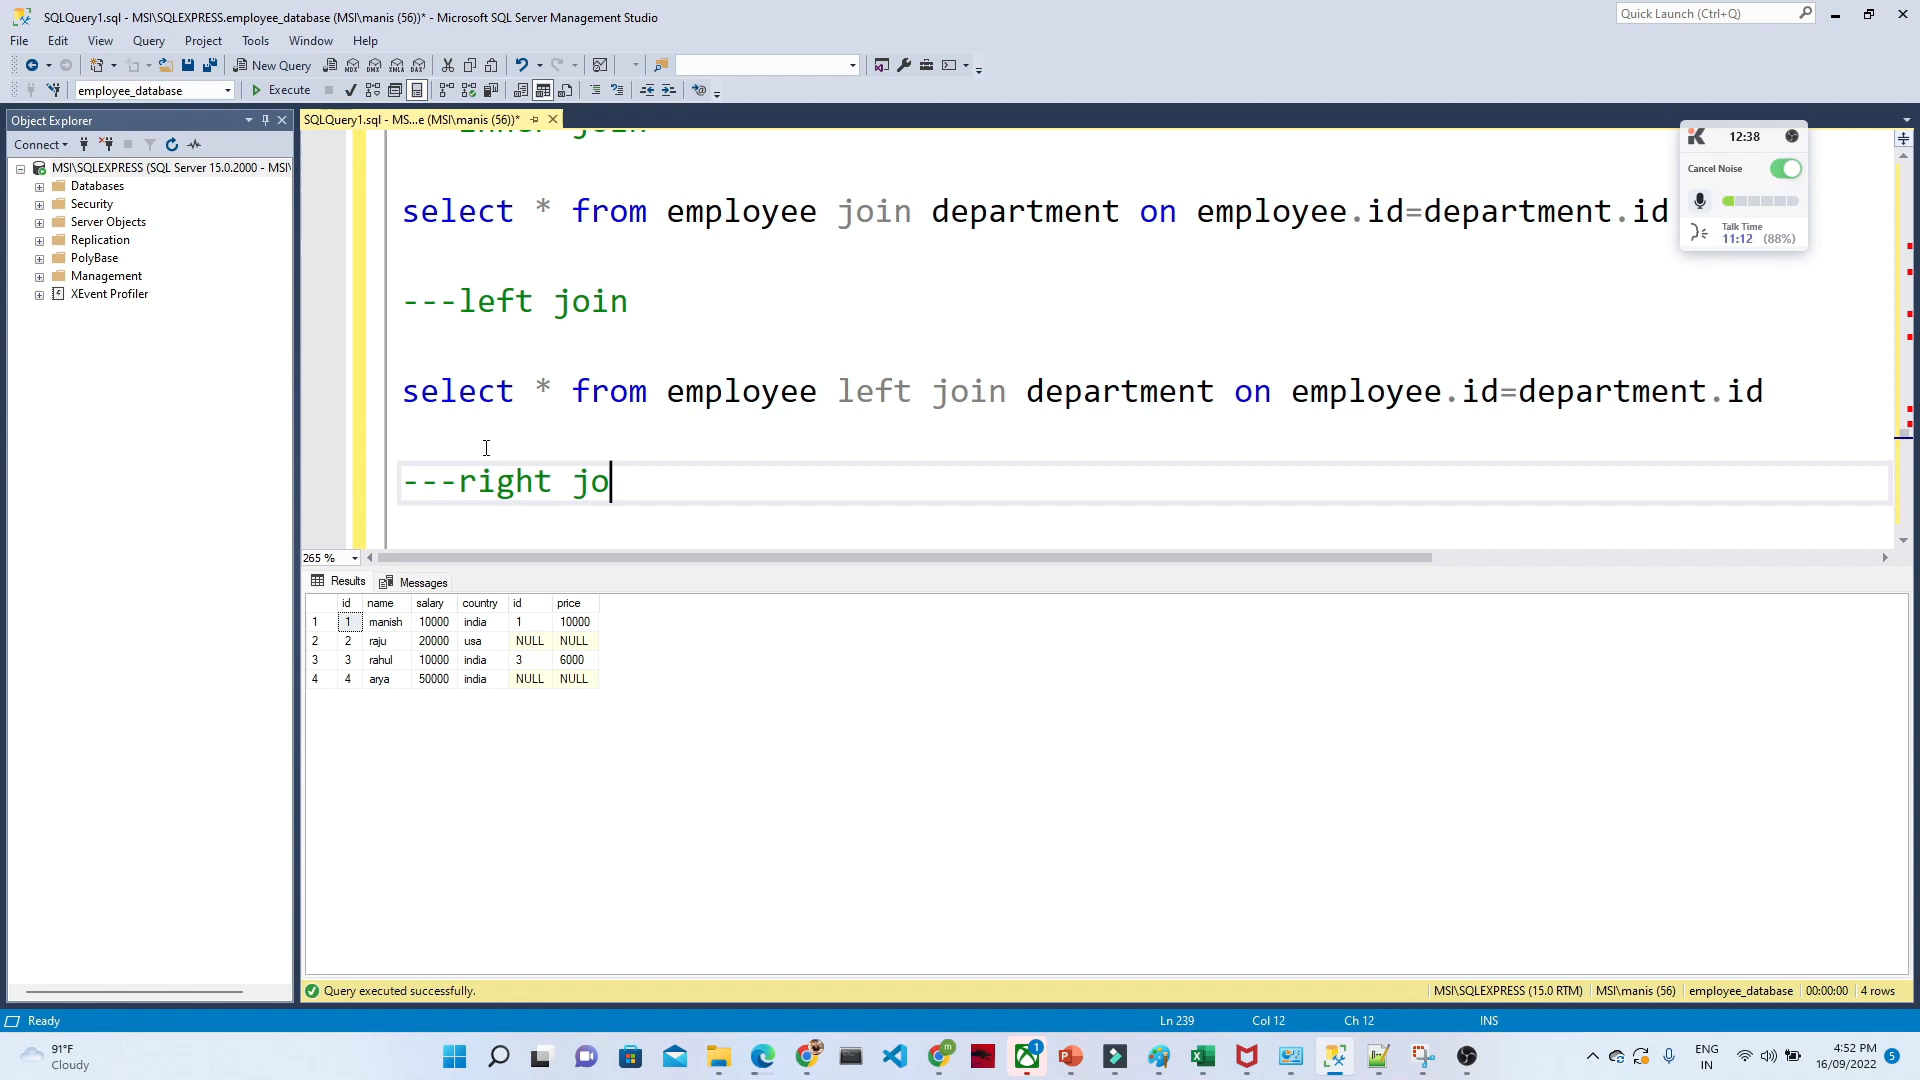 SQLQuery1.sql - MSI\SQLEXPRESS.employee_database (MSI\manis (56))* - Microsoft SQL Server Management Studio
Quick Launch (Ctrl+Q)
File Edit View Query Project Tools Window Help
New Query
MDX DMX XMLA DAX
employee_database
Execute
Object Explorer
SQLQuery1.sql - MS...e (MSI\manis (56))*
Connect
MSI\SQLEXPRESS (SQL Server 15.0.2000 - MSI\
Databases
Security
Server Objects
Replication
PolyBase
Management
XEvent Profiler
inner join
select * from employee join department on employee.id=department.id
---left join
select * from employee left join department on employee.id=department.id
---right jo
12:38
Cancel Noise
Talk Time
11:12 (88%)
265 %
Results Messages
id name salary country id price
1 1 manish 10000 india 1 10000
2 2 raju 20000 usa NULL NULL
3 3 rahul 10000 india 3 6000
4 4 arya 50000 india NULL NULL
Query executed successfully.
MSI\SQLEXPRESS (15.0 RTM) MSI\manis (56) employee_database 00:00:00 4 rows
Ready
Ln 239 Col 12 Ch 12 INS
91°F
Cloudy
m
1
ENG
IN
4:52 PM
16/09/2022
5